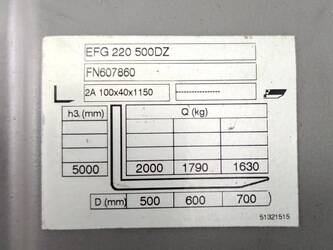 EFG 220 500DZ
FN607860
2A 100x40x1150 ----------------
h3. (mm) Q (kg)
5000 2000 1790 1630
D (mm) 500 600 700
51321515